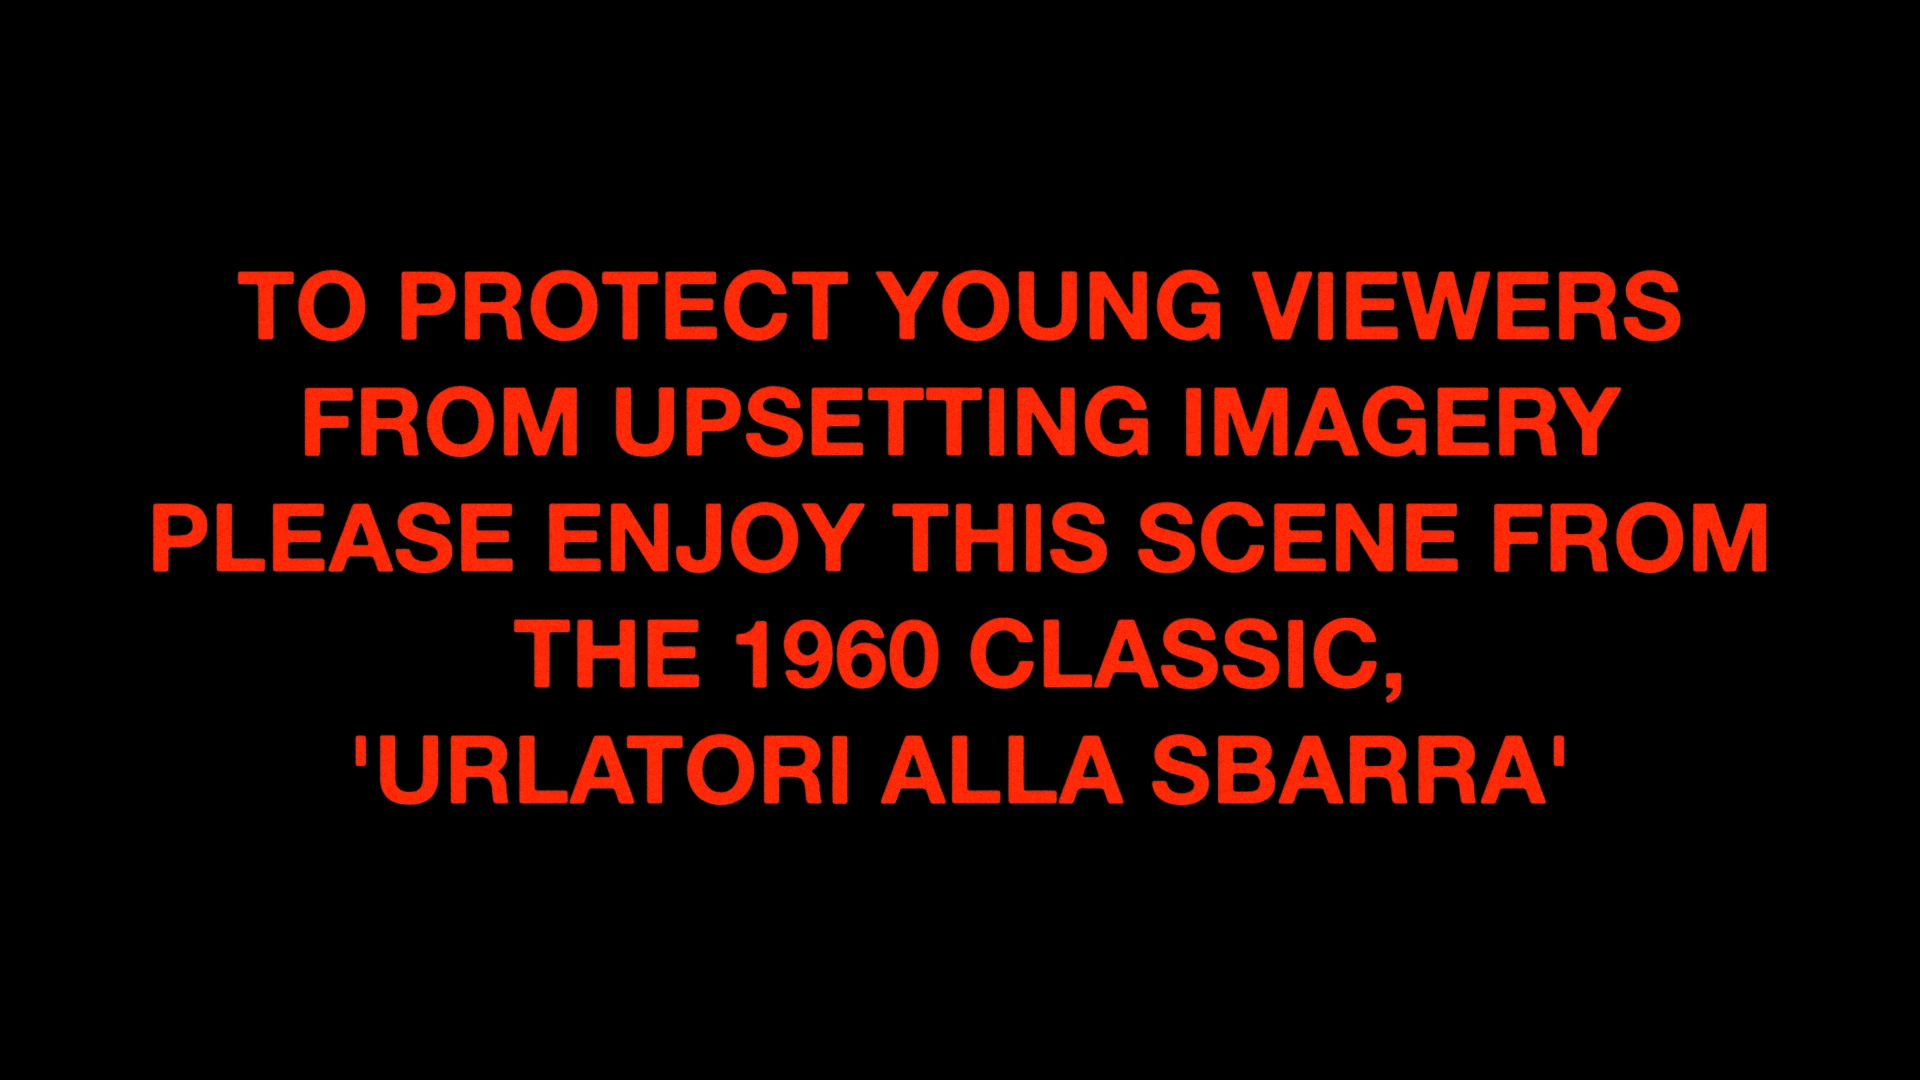 TO PROTECT YOUNG VIEWERS
FROM UPSETTING IMAGERY
PLEASE ENJOY THIS SCENE FROM
THE 1960 CLASSIC,
'URLATORI ALLA SBARRA'